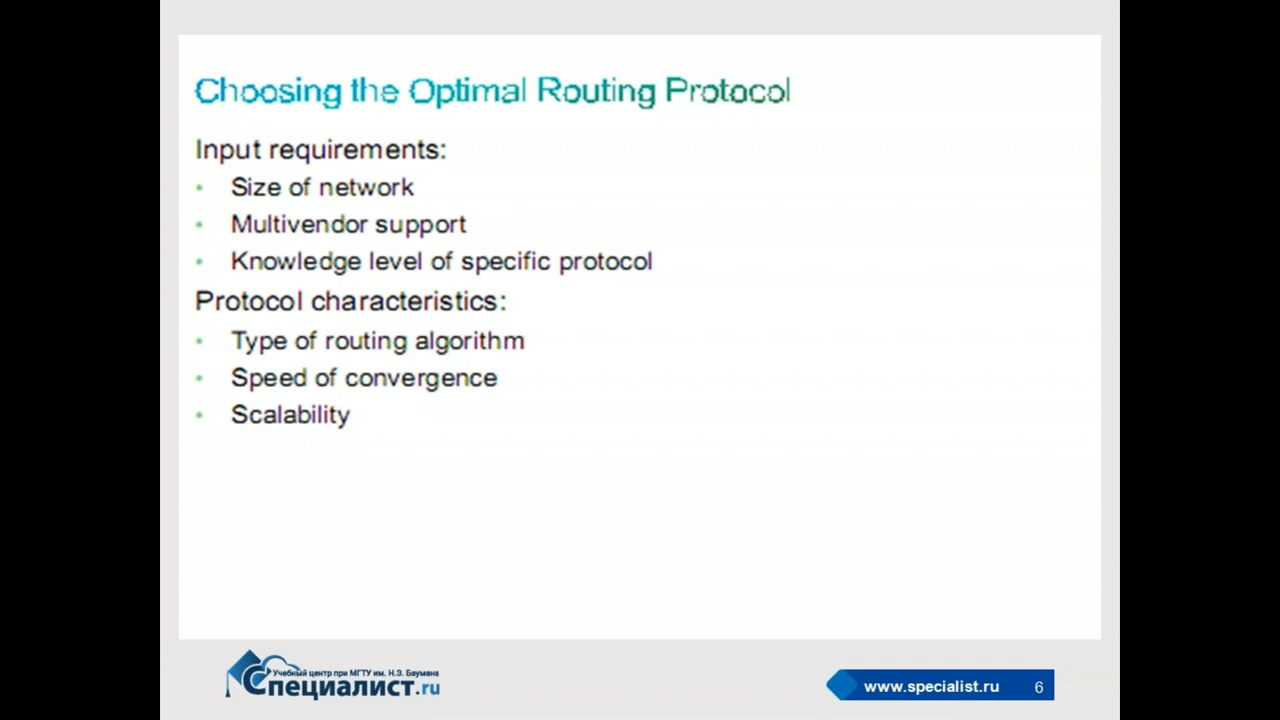 Choosing the Optimal Routing Protocol
Input requirements:
• Size of network
• Multivendor support
• Knowledge level of specific protocol
Protocol characteristics:
• Type of routing algorithm
• Speed of convergence
• Scalability
Учебный центр при МГТУ им. Н.Э. Баумана
Специалист.ru
www.specialist.ru 6